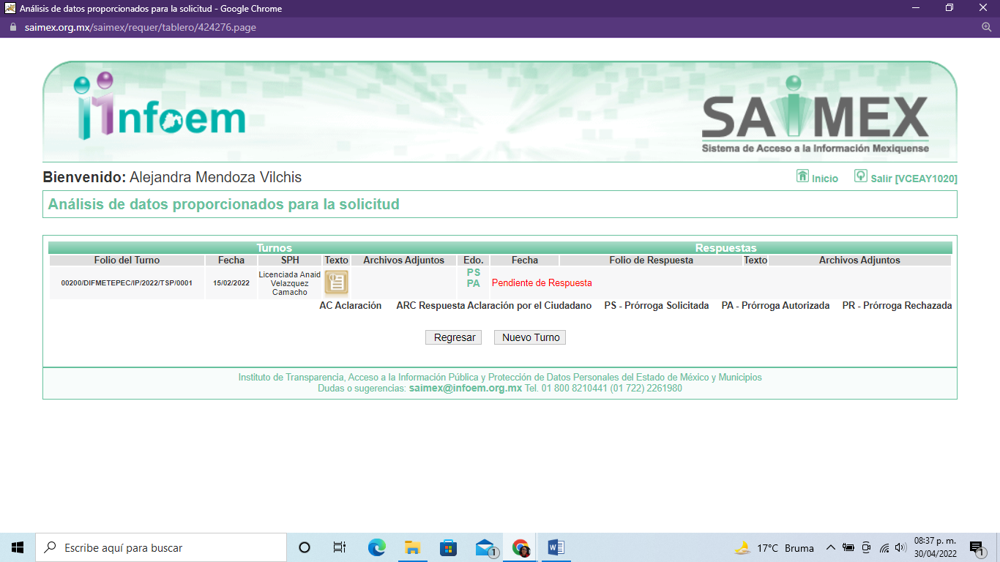 Análisis de datos proporcionados para la solicitud - Google Chrome
saimex.org.mx/saimex/requer/tablero/424276.page
infoem
SAIMEX
Sistema de Acceso a la Información Mexiquense
Bienvenido: Alejandra Mendoza Vilchis
Inicio Salir [VCEAY1020]
Análisis de datos proporcionados para la solicitud
Turnos Respuestas
Folio del Turno Fecha SPH Texto Archivos Adjuntos Edo. Fecha Folio de Respuesta Texto Archivos Adjuntos
00200/DIFMETEPEC/IP/2022/TSP/0001 15/02/2022 Licenciada Anaid Velazquez Camacho PS PA Pendiente de Respuesta
AC Aclaración ARC Respuesta Aclaración por el Ciudadano PS - Prórroga Solicitada PA - Prórroga Autorizada PR - Prórroga Rechazada
Regresar Nuevo Turno
Instituto de Transparencia, Acceso a la Información Pública y Protección de Datos Personales del Estado de México y Municipios
Dudas o sugerencias: saimex@infoem.org.mx Tel. 01 800 8210441 (01 722) 2261980
Escribe aquí para buscar
1
17°C Bruma
08:37 p. m.
30/04/2022
1